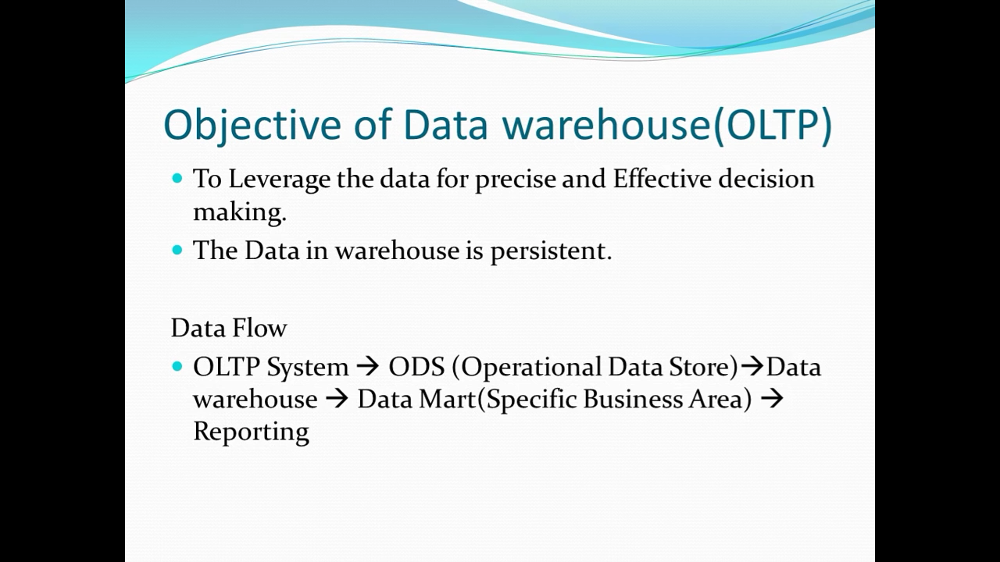 Objective of Data warehouse(OLTP)
• To Leverage the data for precise and Effective decision
making.
• The Data in warehouse is persistent.
Data Flow
• OLTP System → ODS (Operational Data Store)→Data
warehouse → Data Mart(Specific Business Area) →
Reporting